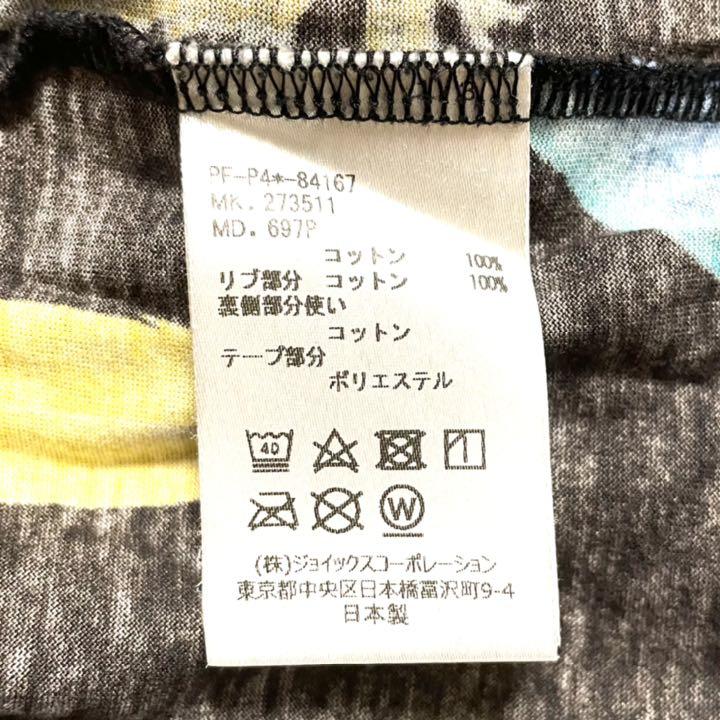 PF-P4*-84167
MK. 273511
MD. 697P
コットン 100%
リブ部分 コットン 100%
裏側部分使い
コットン
テープ部分
ポリエステル
40
W
(株)ジョイックスコーポレーション
東京都中央区日本橋富沢町9-4
日本製